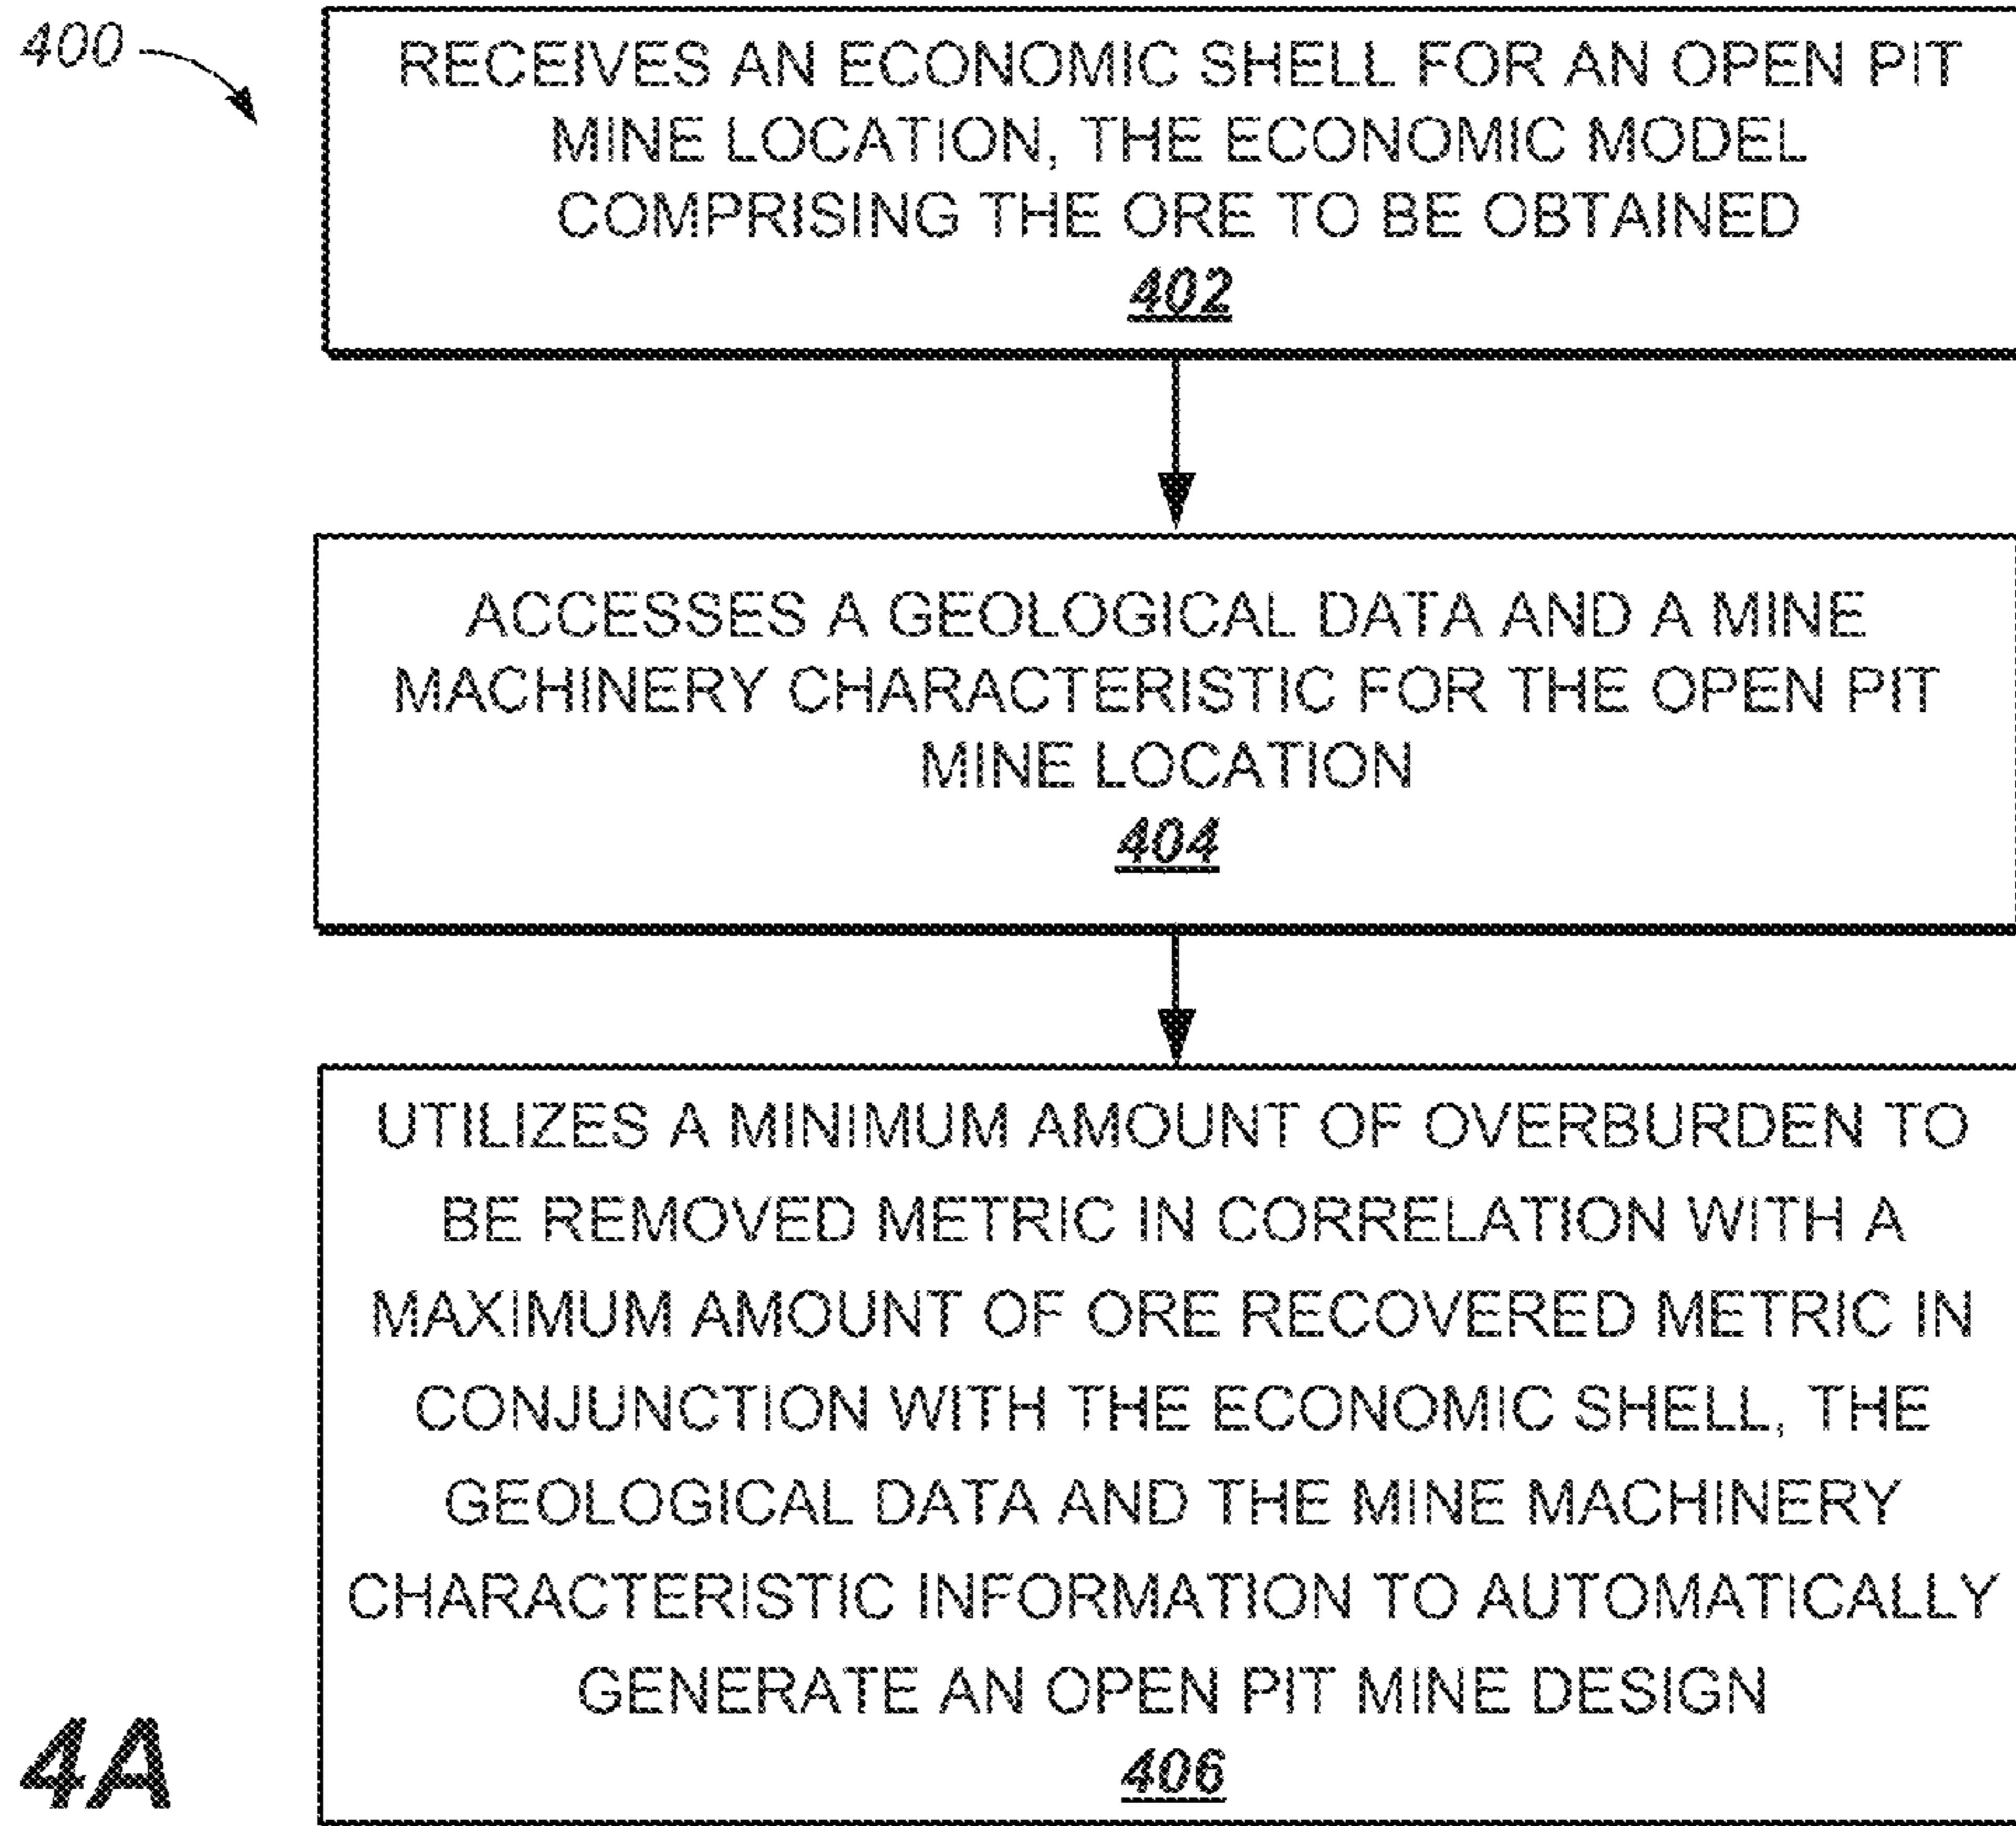 400
RECEIVES AN ECONOMIC SHELL FOR AN OPEN PIT
MINE LOCATION, THE ECONOMIC MODEL
COMPRISING THE ORE TO BE OBTAINED
402
ACCESSES A GEOLOGICAL DATA AND A MINE
MACHINERY CHARACTERISTIC FOR THE OPEN PIT
MINE LOCATION
404
UTILIZES A MINIMUM AMOUNT OF OVERBURDEN TO
BE REMOVED METRIC IN CORRELATION WITH A
MAXIMUM AMOUNT OF ORE RECOVERED METRIC IN
CONJUNCTION WITH THE ECONOMIC SHELL, THE
GEOLOGICAL DATA AND THE MINE MACHINERY
CHARACTERISTIC INFORMATION TO AUTOMATICALLY
GENERATE AN OPEN PIT MINE DESIGN
406
4A